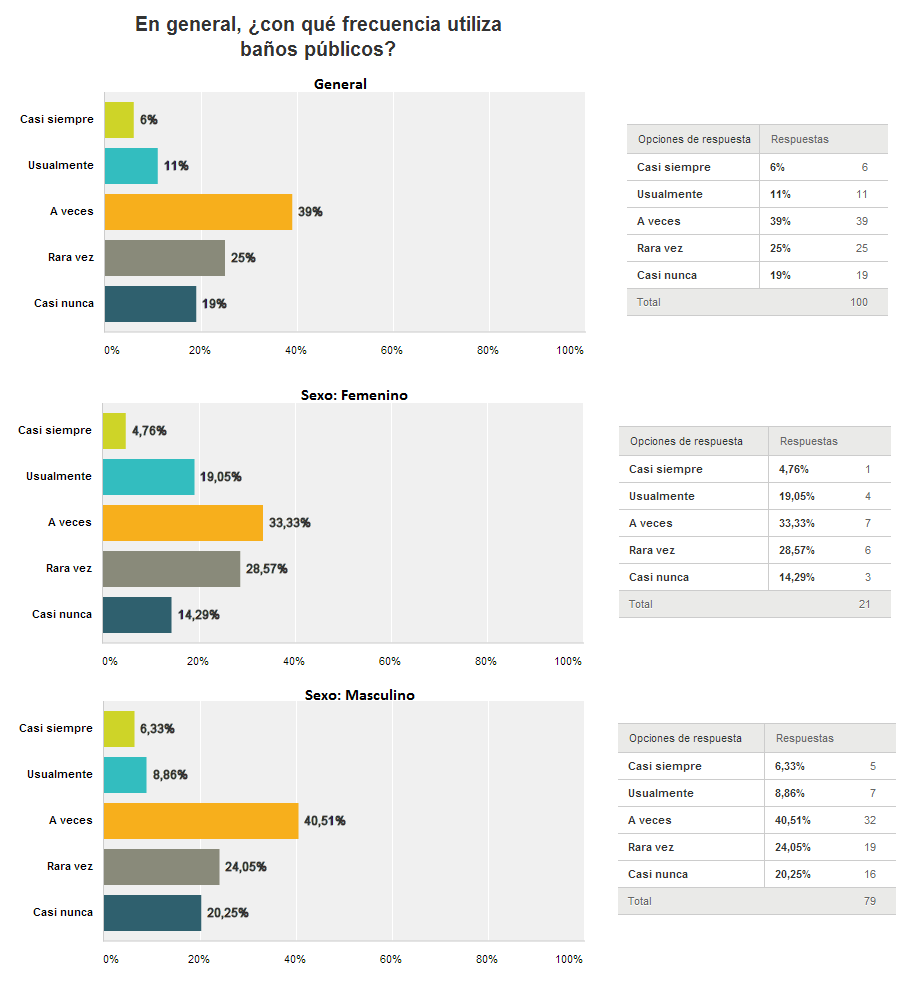 En general, ¿con qué frecuencia utiliza
baños públicos?
General
Casi siempre 6%
Usualmente 11%
A veces 39%
Rara vez 25%
Casi nunca 19%
0% 20% 40% 60% 80% 100%
Opciones de respuesta Respuestas
Casi siempre 6% 6
Usualmente 11% 11
A veces 39% 39
Rara vez 25% 25
Casi nunca 19% 19
Total 100
Sexo: Femenino
Casi siempre 4,76%
Usualmente 19,05%
A veces 33,33%
Rara vez 28,57%
Casi nunca 14,29%
0% 20% 40% 60% 80% 100%
Opciones de respuesta Respuestas
Casi siempre 4,76% 1
Usualmente 19,05% 4
A veces 33,33% 7
Rara vez 28,57% 6
Casi nunca 14,29% 3
Total 21
Sexo: Masculino
Casi siempre 6,33%
Usualmente 8,86%
A veces 40,51%
Rara vez 24,05%
Casi nunca 20,25%
0% 20% 40% 60% 80% 100%
Opciones de respuesta Respuestas
Casi siempre 6,33% 5
Usualmente 8,86% 7
A veces 40,51% 32
Rara vez 24,05% 19
Casi nunca 20,25% 16
Total 79